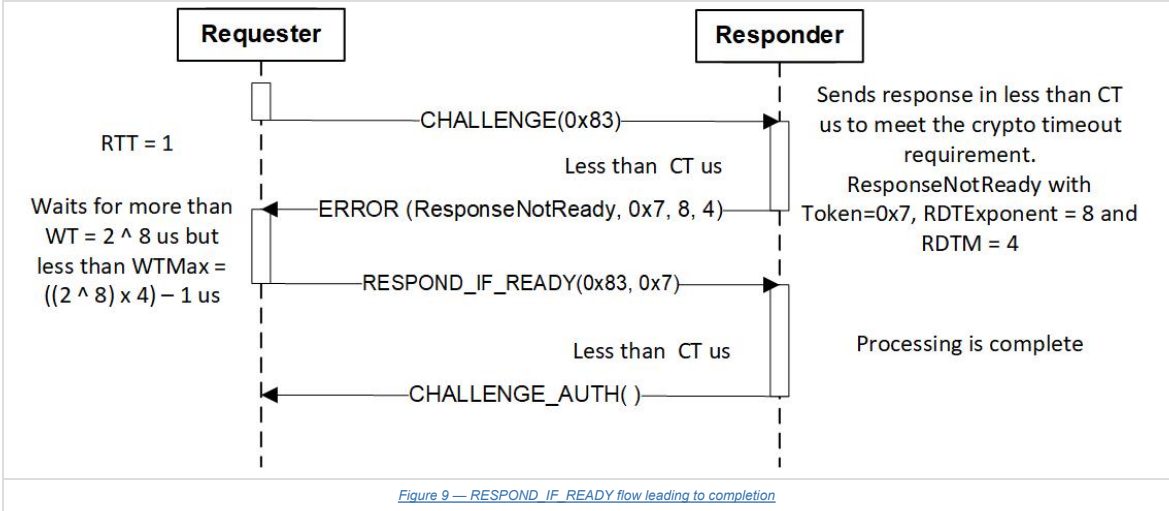 Requester
Responder
CHALLENGE(0x83)
Sends response in less than CT
us to meet the crypto timeout
requirement.
ResponseNotReady with
Token=0x7, RDTExponent = 8 and
RDTM = 4
RTT = 1
Less than  CT us
Waits for more than
WT = 2 ^ 8 us but
less than WTMax =
((2 ^ 8) x 4) – 1 us
ERROR (ResponseNotReady, 0x7, 8, 4)
RESPOND_IF_READY(0x83, 0x7)
Less than  CT us
Processing is complete
CHALLENGE_AUTH( )
Figure 9 — RESPOND_IF_READY flow leading to completion